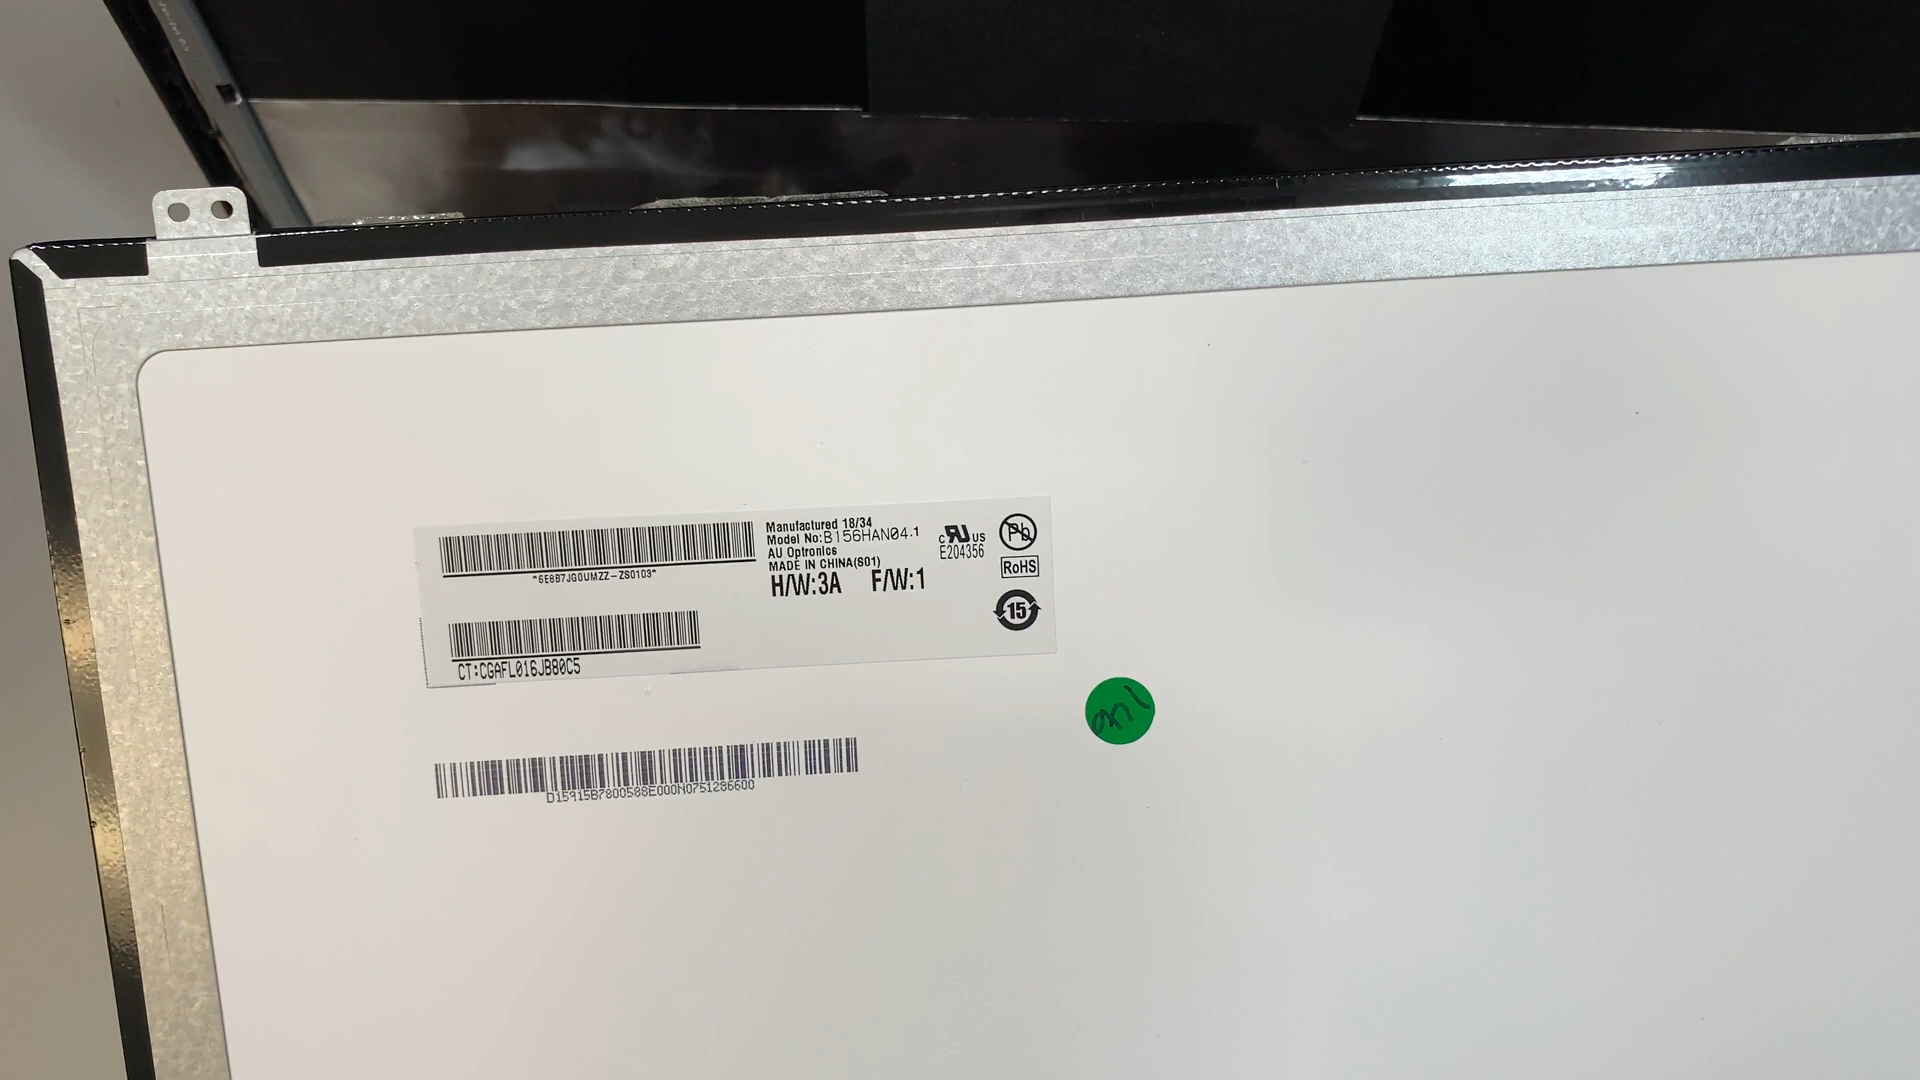 *6E8B7JG0UMZZ-ZS0103*
CT:CGAFL016JB80C5
Manufactured 18/34
Model No:B156HAN04.1
AU Optronics
MADE IN CHINA(S01)
H/W:3A F/W:1
c RU US
E204356
Pb
RoHS
15
D15915B7800588E000N0751286600